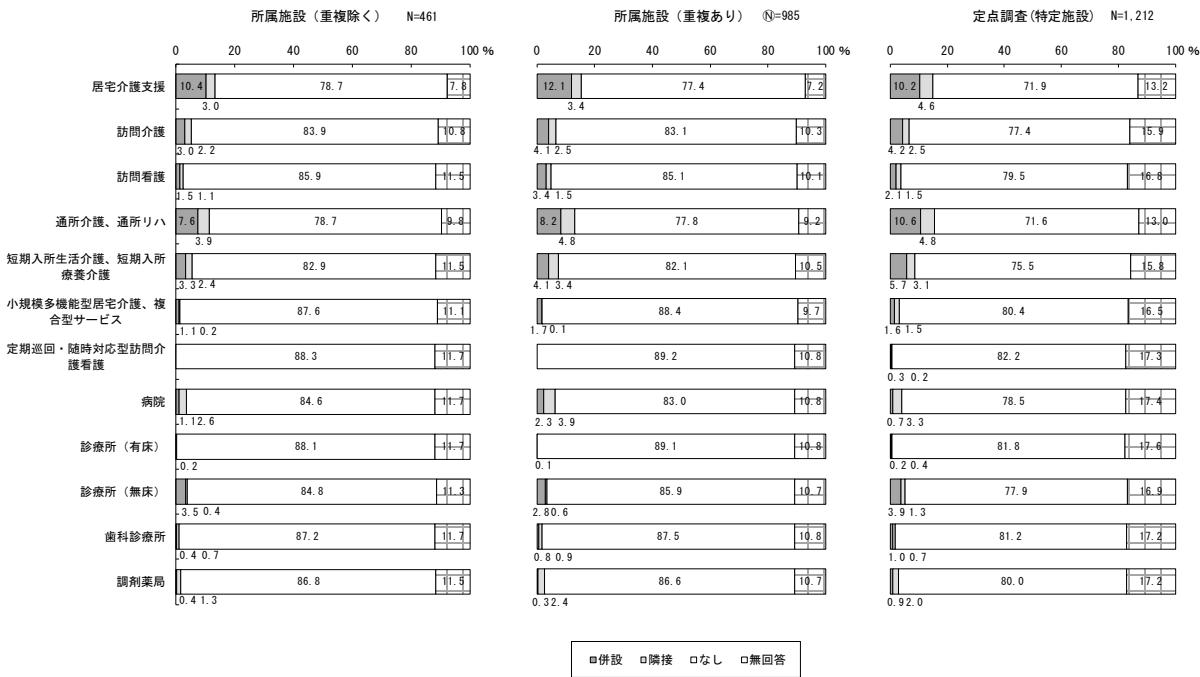 所属施設（重複除く） N=461
所属施設（重複あり） Ⓝ=985
定点調査(特定施設) N=1,212
0 20 40 60 80 100 %
0 20 40 60 80 100 %
0 20 40 60 80 100 %
居宅介護支援
10.4 78.7 7.8
3.0
12.1 77.4 7.2
3.4
10.2 71.9 13.2
4.6
訪問介護
83.9 10.8
3.0 2.2
83.1 10.3
4.1 2.5
77.4 15.9
4.2 2.5
訪問看護
85.9 11.5
1.5 1.1
85.1 10.1
3.4 1.5
79.5 16.8
2.1 1.5
通所介護、通所リハ
7.6 78.7 9.8
3.9
8.2 77.8 9.2
4.8
10.6 71.6 13.0
4.8
短期入所生活介護、短期入所
療養介護
82.9 11.5
3.3 2.4
82.1 10.5
4.1 3.4
75.5 15.8
5.7 3.1
小規模多機能型居宅介護、複
合型サービス
87.6 11.1
1.1 0.2
88.4 9.7
1.7 0.1
80.4 16.5
1.6 1.5
定期巡回・随時対応型訪問介
護看護
88.3 11.7
89.2 10.8
82.2 17.3
0.3 0.2
病院
84.6 11.7
1.1 2.6
83.0 10.8
2.3 3.9
78.5 17.4
0.7 3.3
診療所（有床）
88.1 11.7
0.2
89.1 10.8
0.1
81.8 17.6
0.2 0.4
診療所（無床）
84.8 11.3
3.5 0.4
85.9 10.7
2.8 0.6
77.9 16.9
3.9 1.3
歯科診療所
87.2 11.7
0.4 0.7
87.5 10.8
0.8 0.9
81.2 17.2
1.0 0.7
調剤薬局
86.8 11.5
0.4 1.3
86.6 10.7
0.3 2.4
80.0 17.2
0.9 2.0
併設 隣接 なし 無回答